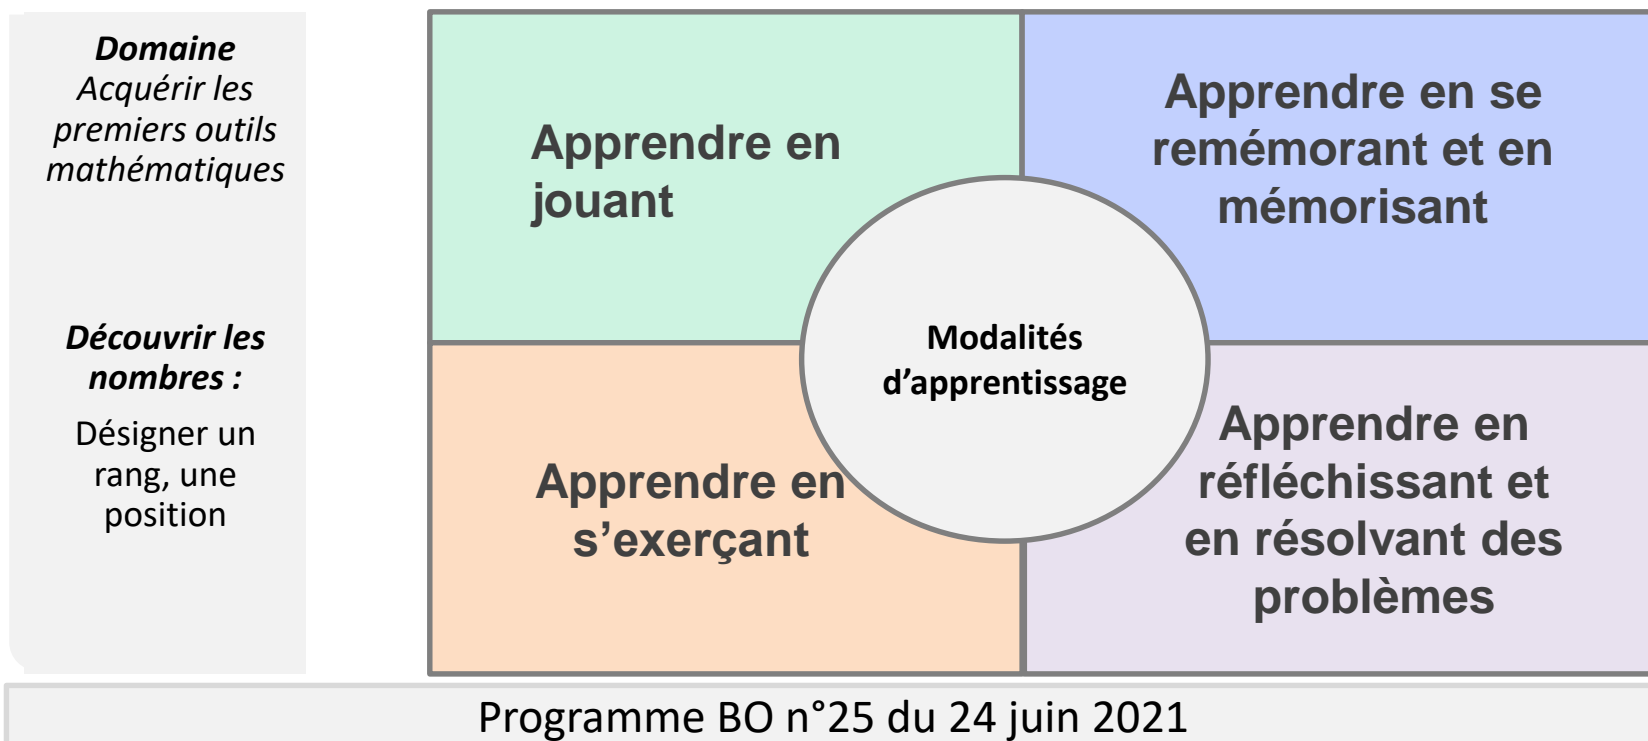 Domaine
Acquérir les
premiers outils
mathématiques
Découvrir les
nombres :
Désigner un
rang, une
position
Apprendre en
jouant
Apprendre en se
remémorant et en
mémorisant
Modalités
d’apprentissage
Apprendre en
s’exerçant
Apprendre en
réfléchissant et
en résolvant des
problèmes
Programme BO n°25 du 24 juin 2021